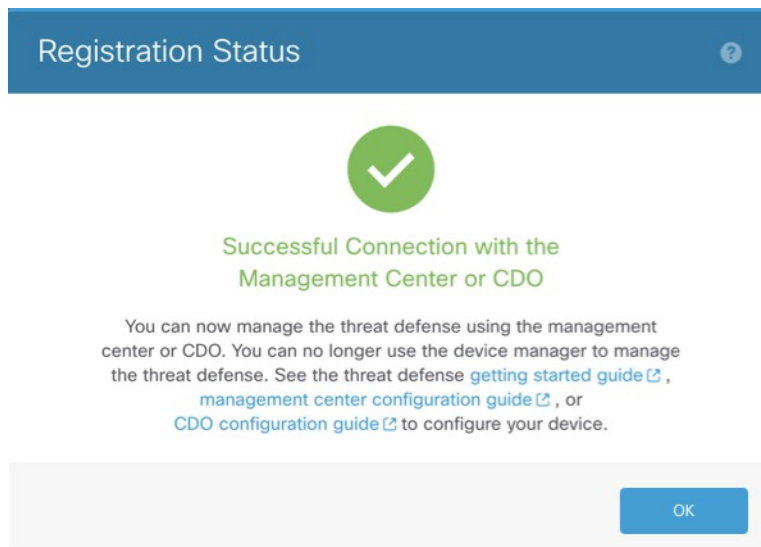 Registration Status
?
Successful Connection with the
Management Center or CDO
You can now manage the threat defense using the management
center or CDO. You can no longer use the device manager to manage
the threat defense. See the threat defense getting started guide ,
management center configuration guide , or
CDO configuration guide to configure your device.
OK